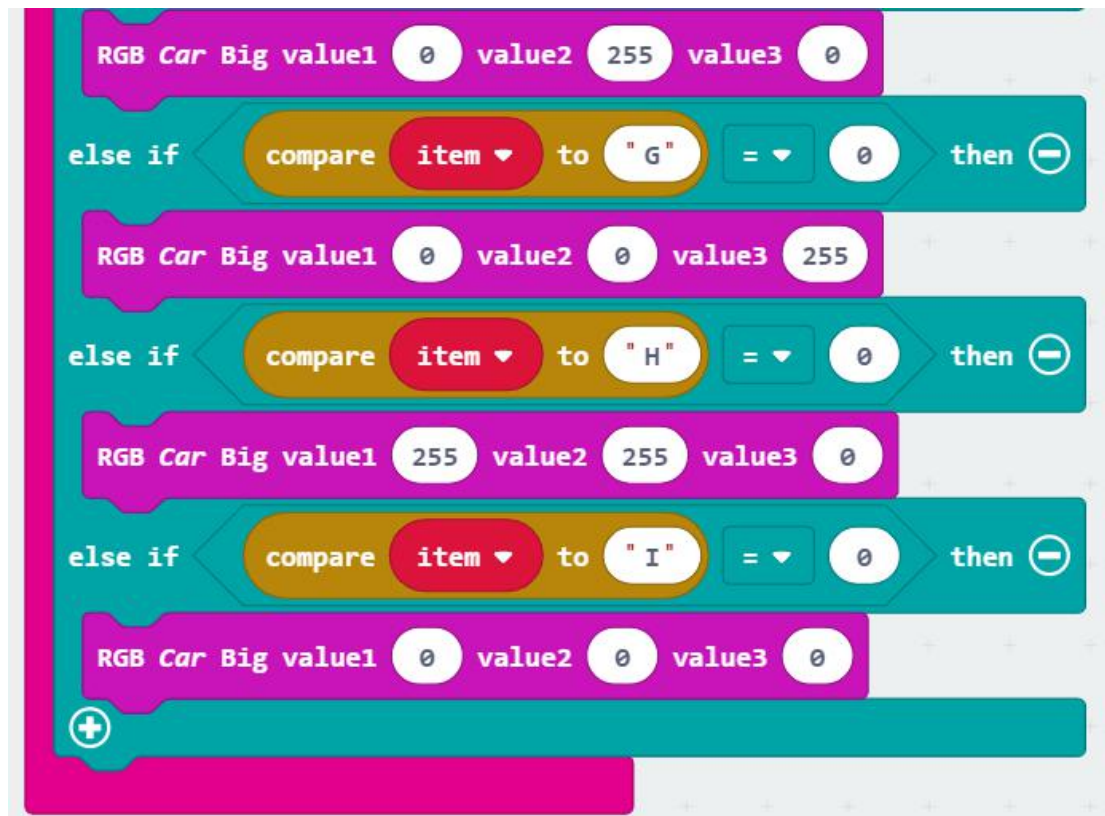 RGB Car Big value1 0 value2 255 value3 0
else if compare item to "G" = 0 then
RGB Car Big value1 0 value2 0 value3 255
else if compare item to "H" = 0 then
RGB Car Big value1 255 value2 255 value3 0
else if compare item to "I" = 0 then
RGB Car Big value1 0 value2 0 value3 0